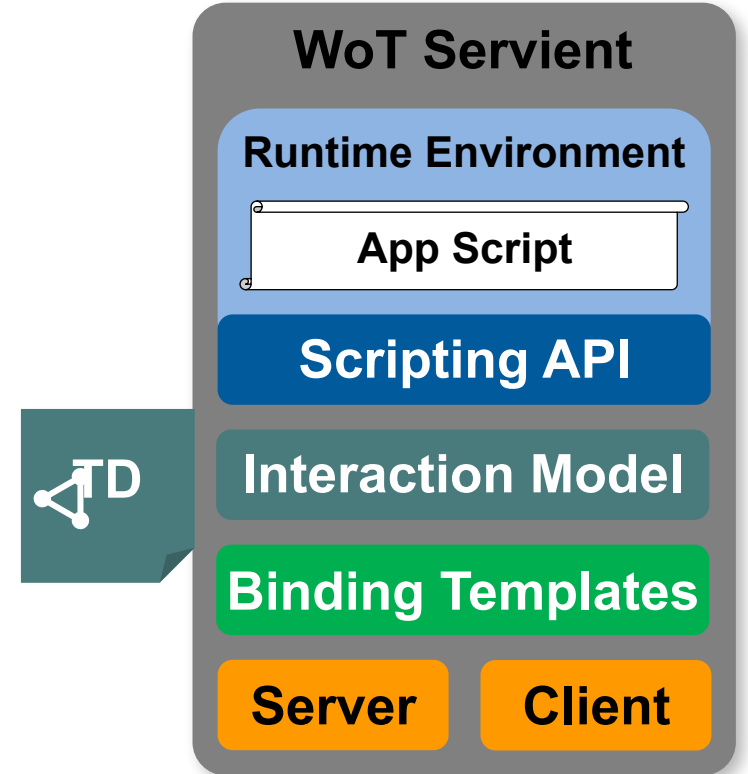 WoT Servient
Runtime Environment
App Script
Scripting API
TD
Interaction Model
Binding Templates
Server
Client